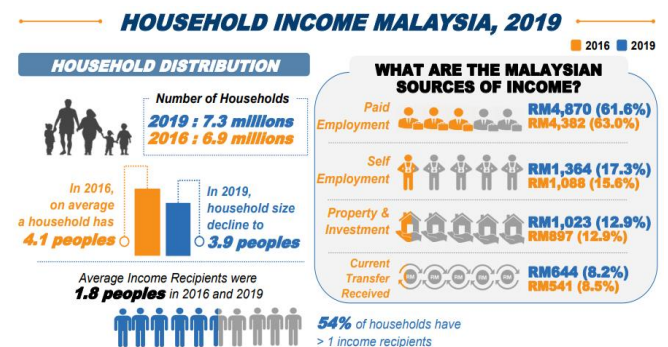 HOUSEHOLD INCOME MALAYSIA, 2019
2016 2019
HOUSEHOLD DISTRIBUTION
Number of Households
2019 : 7.3 millions
2016 : 6.9 millions
In 2016,
on average
a household has
4.1 peoples
In 2019,
household size
decline to
3.9 peoples
Average Income Recipients were
1.8 peoples in 2016 and 2019
54% of households have
> 1 income recipients
WHAT ARE THE MALAYSIAN
SOURCES OF INCOME?
Paid
Employment
RM4,870 (61.6%)
RM4,382 (63.0%)
Self
Employment
RM1,364 (17.3%)
RM1,088 (15.6%)
Property &
Investment
RM1,023 (12.9%)
RM897 (12.9%)
Current
Transfer
Received
RM RM RM RM RM
RM644 (8.2%)
RM541 (8.5%)